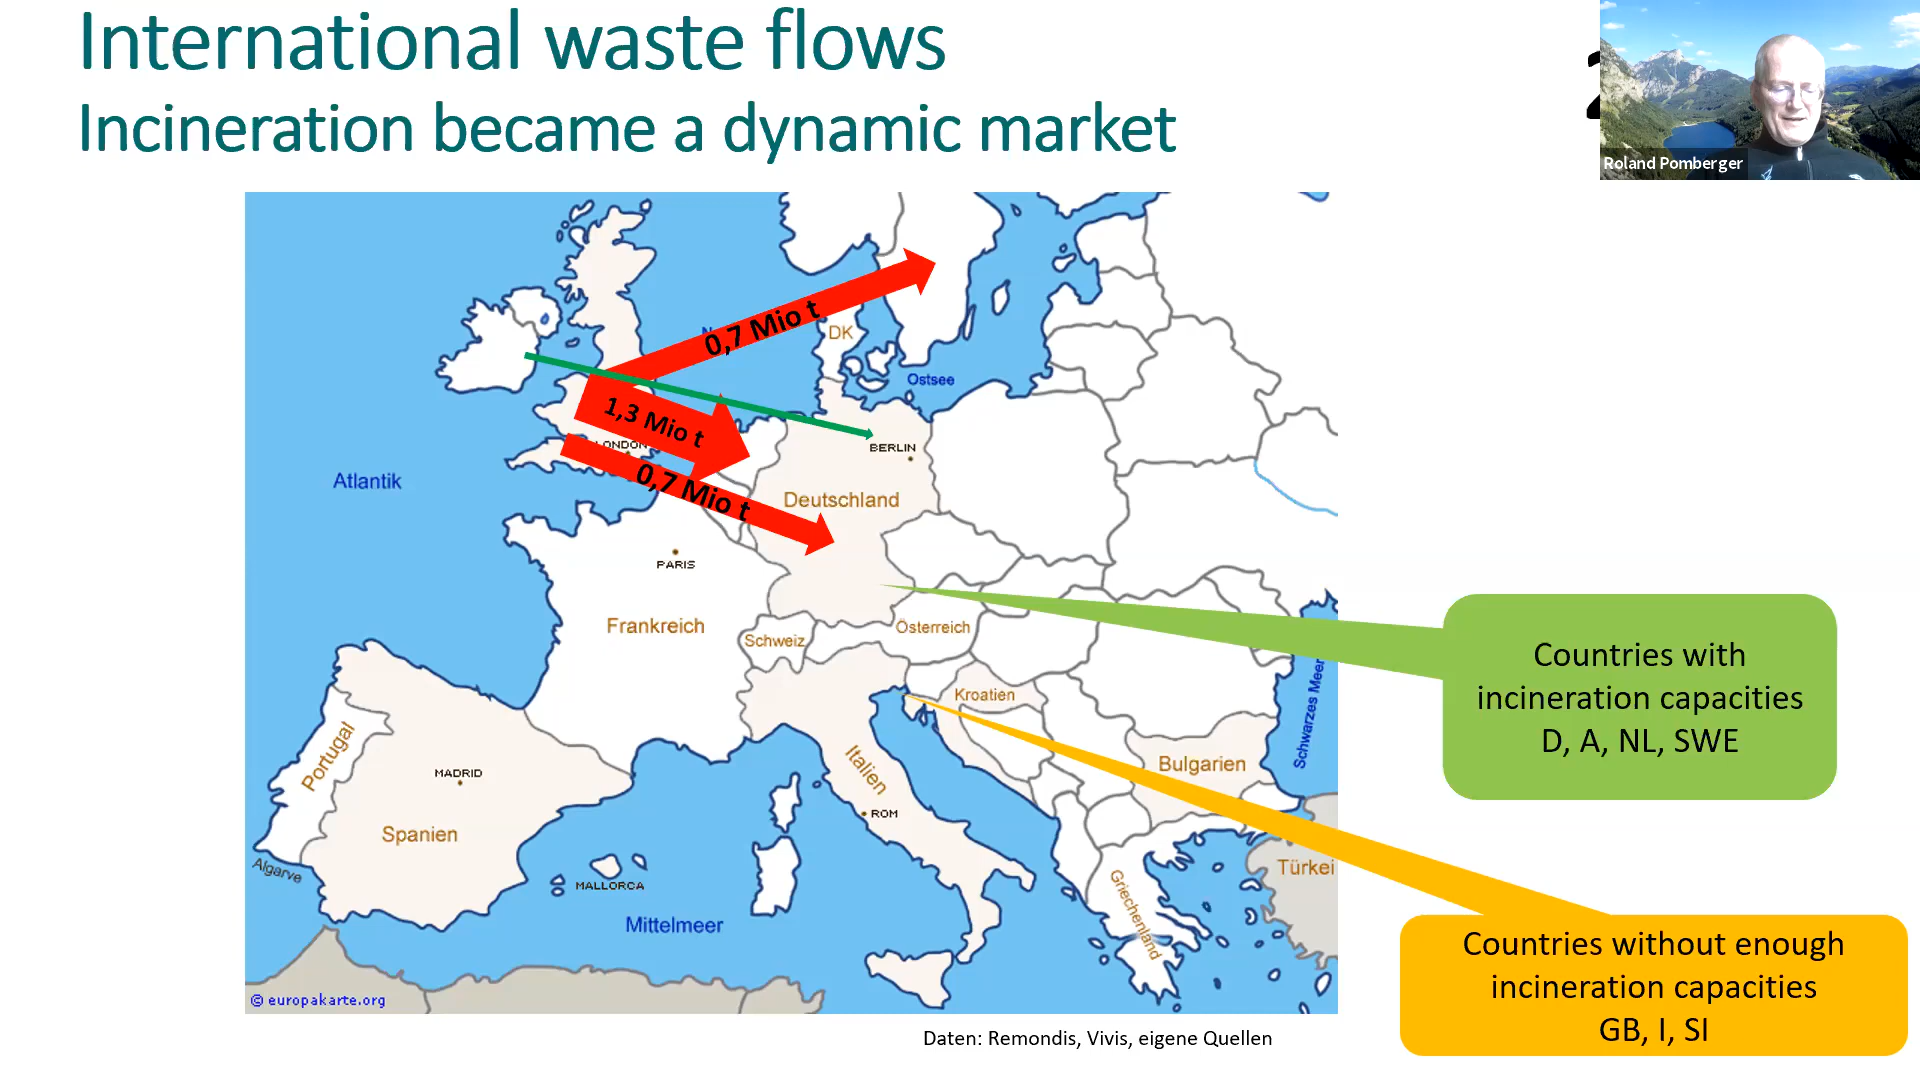 International waste flows
Incineration became a dynamic market
Roland Pomberger
0,7 Mio t
DK
Ostsee
1,3 Mio t
LONDON
BERLIN
0,7 Mio t
Atlantik
Deutschland
PARIS
Frankreich
Schweiz
Österreich
Countries with
incineration capacities
D, A, NL, SWE
Kroatien
Schwarzes Meer
Portugal
Italien
Bulgarien
MADRID
ROM
Spanien
Türkei
Algarve
MALLORCA
Griechenland
Mittelmeer
Countries without enough
incineration capacities
GB, I, SI
© europakarte.org
Daten: Remondis, Vivis, eigene Quellen